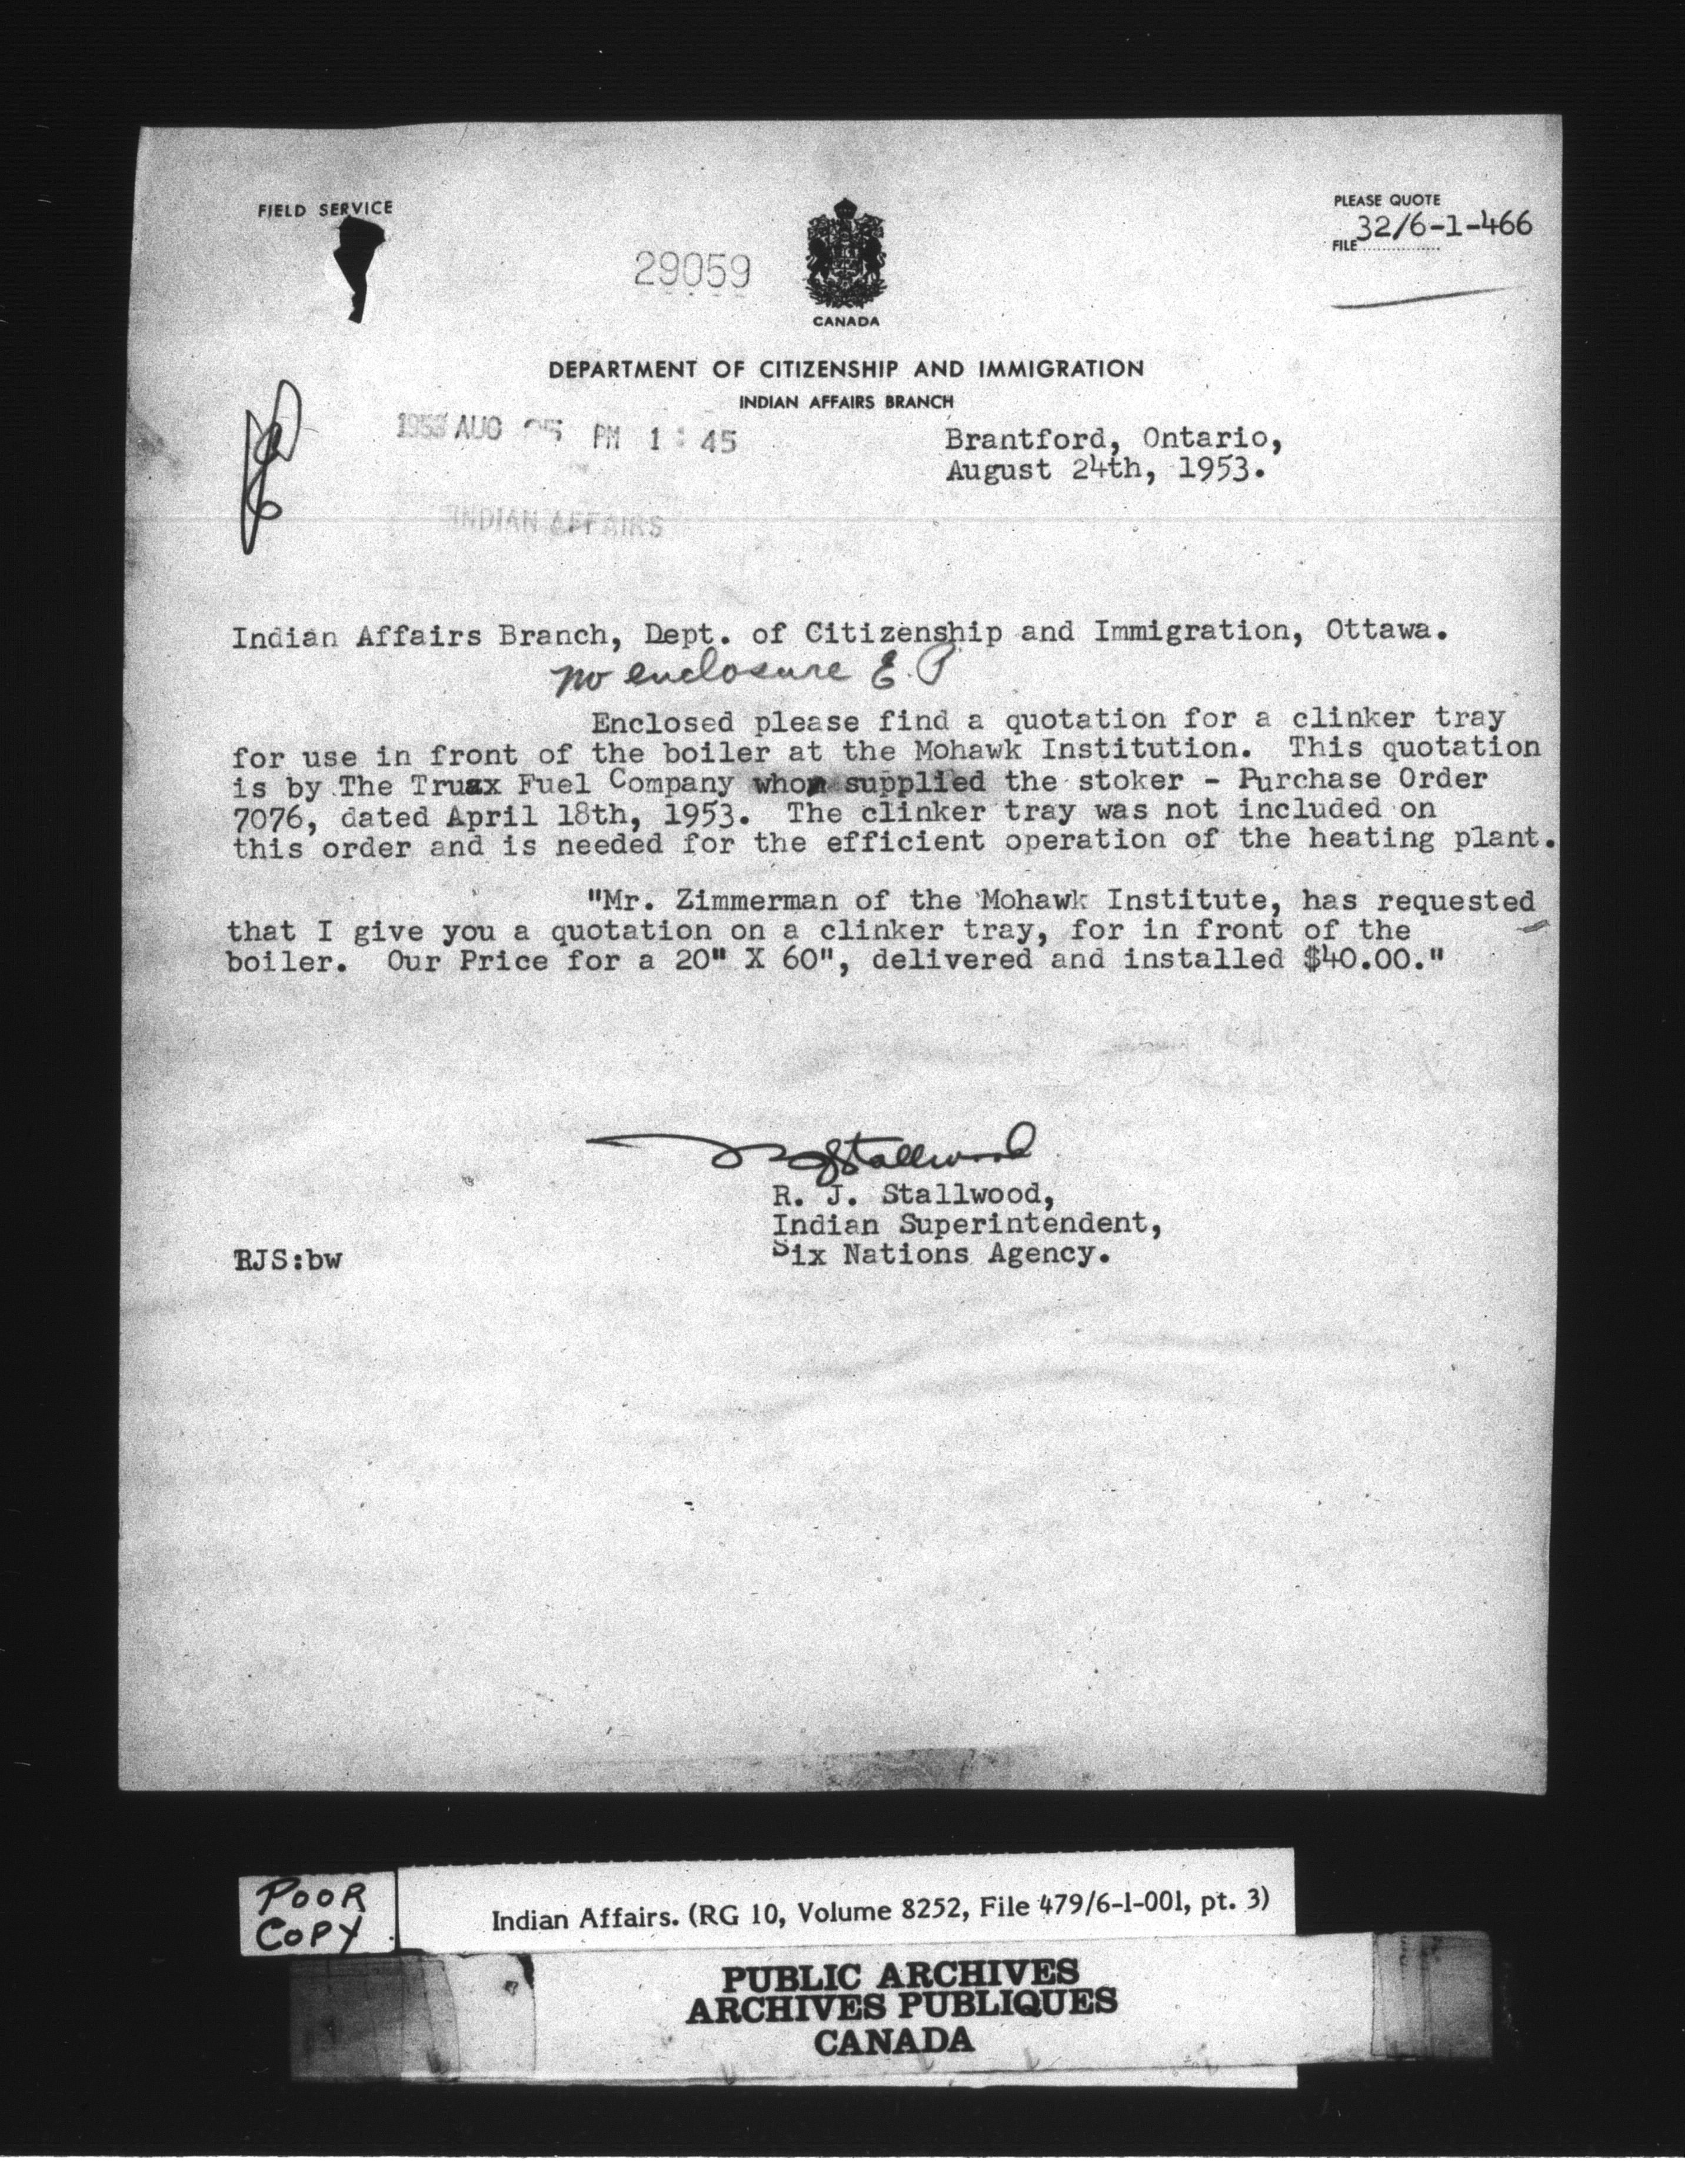 FIELD SERVICE
PLEASE QUOTE
32/6-1-466
FILE
29059
CANADA
DEPARTMENT OF CITIZENSHIP AND IMMIGRATION
INDIAN AFFAIRS BRANCH
1953 AUG 25 PM 1:45
Brantford, Ontario,
August 24th, 1953.
INDIAN AFFAIRS
Indian Affairs Branch, Dept. of Citizenship and Immigration, Ottawa.
no enclosure E.P
Enclosed please find a quotation for a clinker tray
for use in front of the boiler at the Mohawk Institution. This quotation
is by The Truax Fuel Company who supplied the stoker - Purchase Order
7076, dated April 18th, 1953. The clinker tray was not included on
this order and is needed for the efficient operation of the heating plant.
"Mr. Zimmerman of the Mohawk Institute, has requested
that I give you a quotation on a clinker tray, for in front of the
boiler. Our Price for a 20" X 60", delivered and installed $40.00."
RJStallwood
R. J. Stallwood,
Indian Superintendent,
Six Nations Agency.
RJS:bw
POOR
COPY
Indian Affairs. (RG 10, Volume 8252, File 479/6-1-001, pt. 3)
PUBLIC ARCHIVES
ARCHIVES PUBLIQUES
CANADA